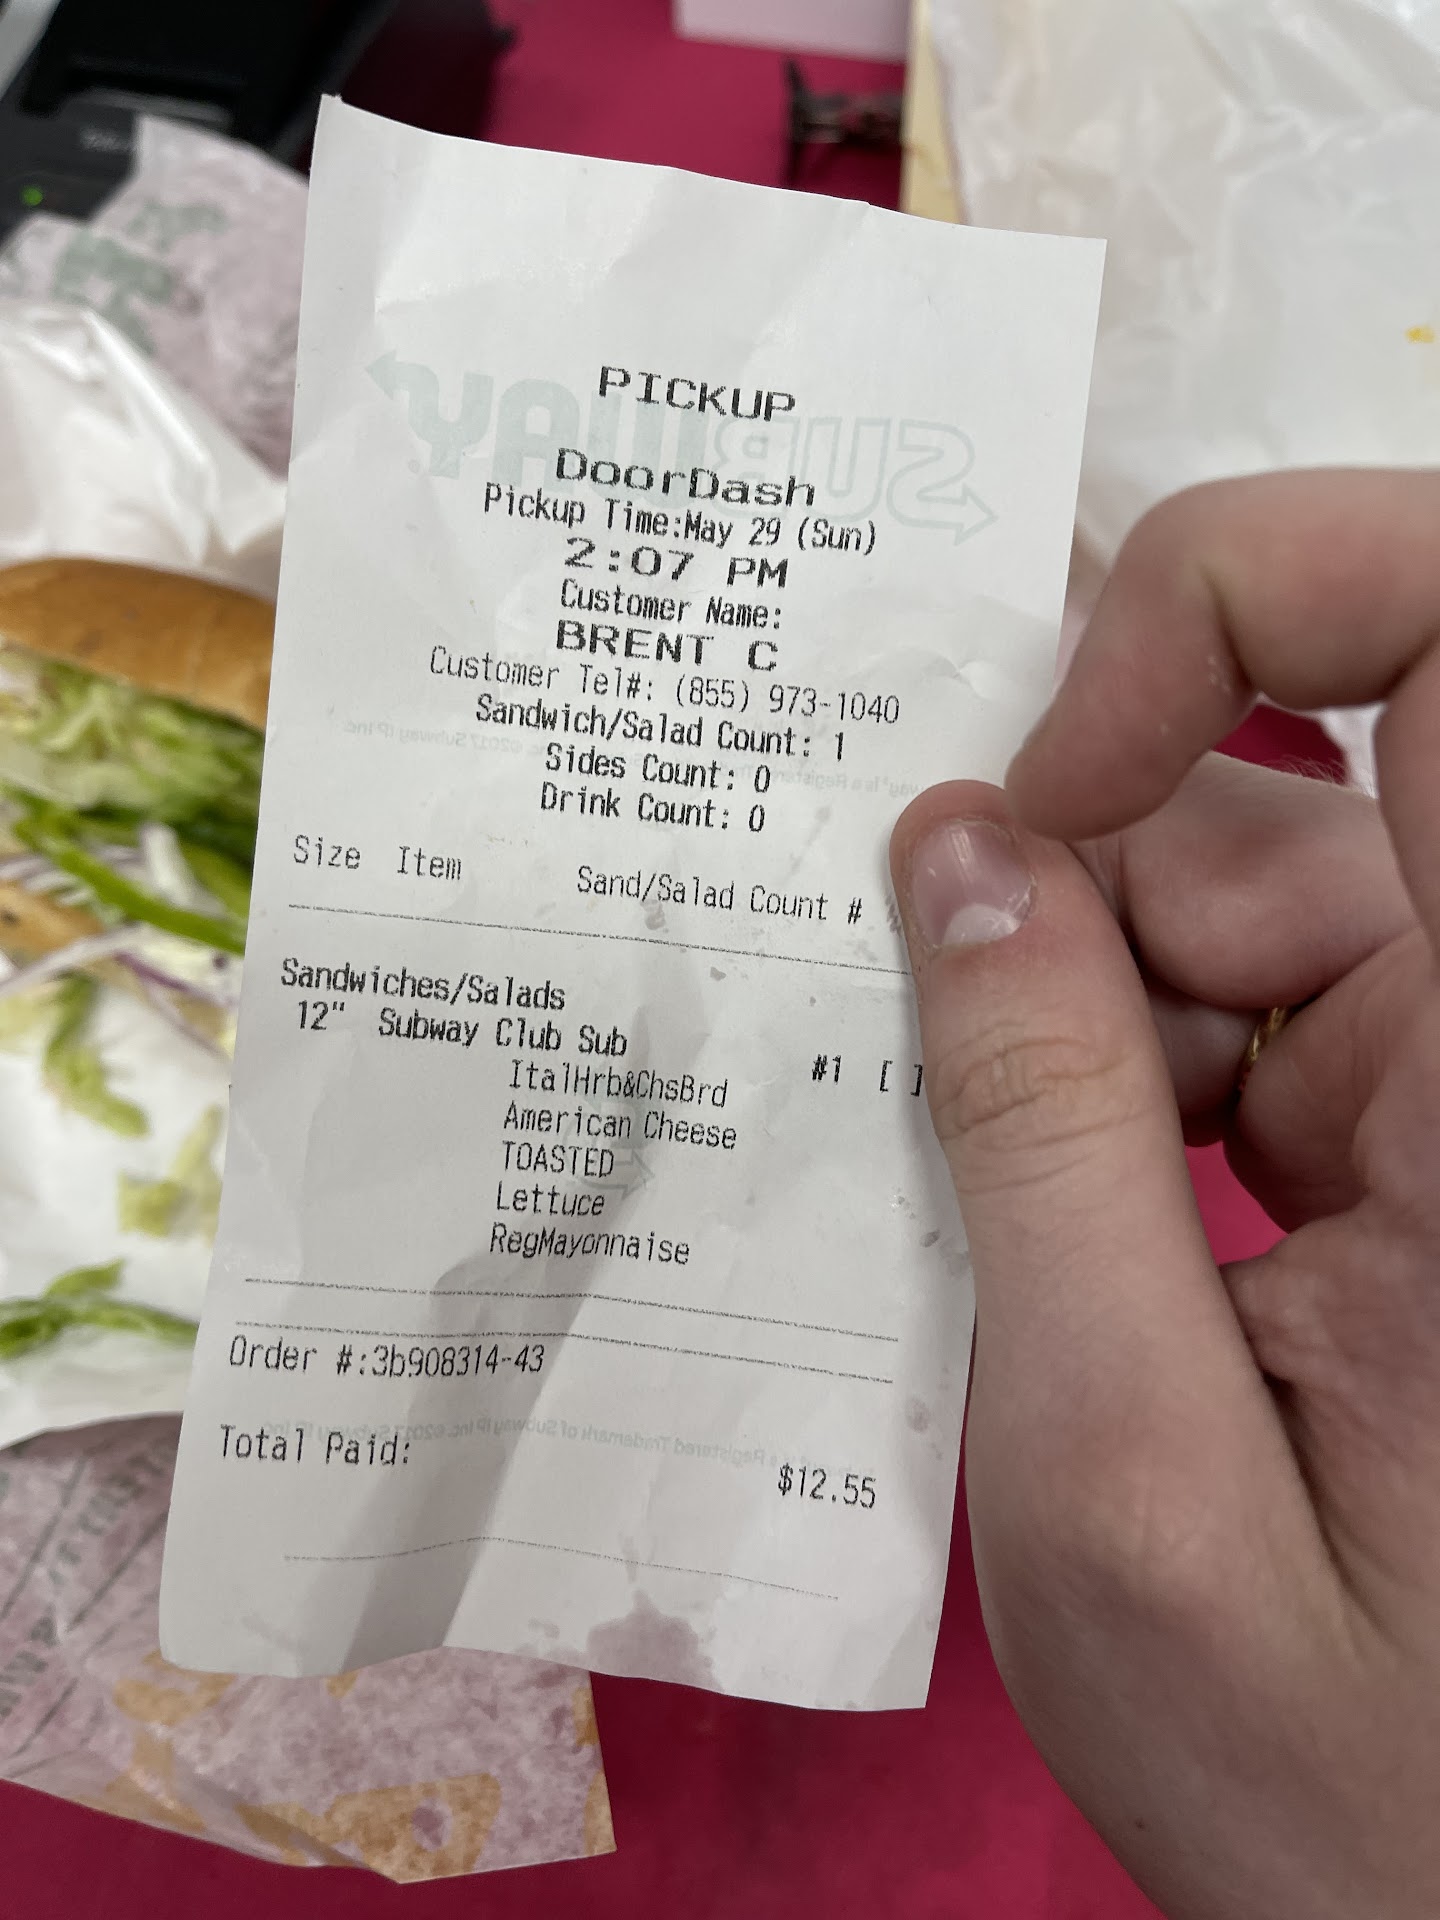 PICKUP
SUBWAY
DoorDash
Pickup Time:May 29 (Sun)
2:07 PM
Customer Name:
BRENT C
Customer Tel#: (855) 973-1040
Sandwich/Salad Count: 1
Sides Count: 0
Drink Count: 0
Size Item Sand/Salad Count #
Sandwiches/Salads
12" Subway Club Sub #1 [ ]
ItalHrb&ChsBrd
American Cheese
TOASTED
Lettuce
RegMayonnaise
Order #:3b908314-43
Total Paid: $12.55